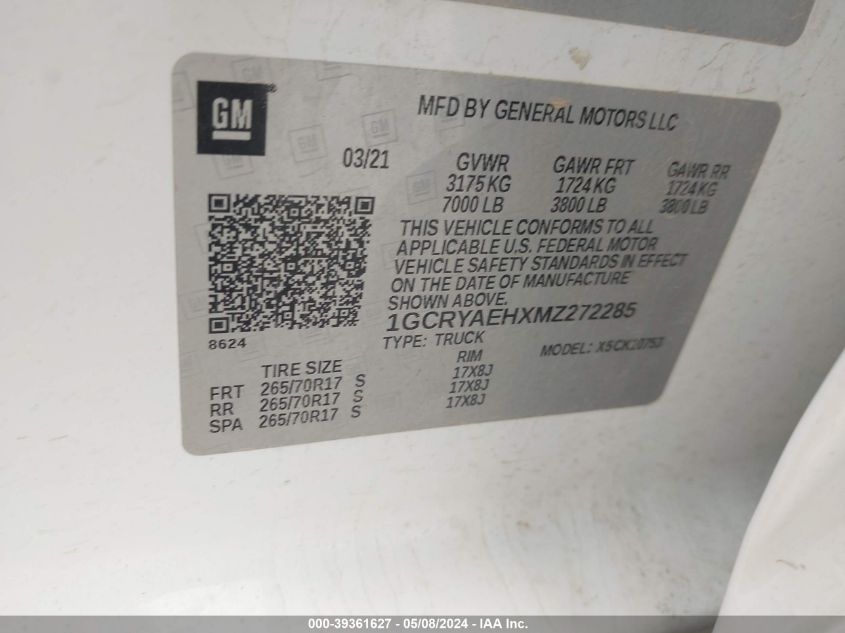 GM
®
MFD BY GENERAL MOTORS LLC
03/21 GVWR GAWR FRT GAWR RR
3175 KG 1724 KG 1724 KG
7000 LB 3800 LB 3800 LB
THIS VEHICLE CONFORMS TO ALL
APPLICABLE U.S. FEDERAL MOTOR
VEHICLE SAFETY STANDARDS IN EFFECT
ON THE DATE OF MANUFACTURE
SHOWN ABOVE.
1GCRYAEHXMZ272285
8624
TYPE: TRUCK MODEL:
TIRE SIZE RIM
FRT 265/70R17 S 17X8J
RR 265/70R17 S 17X8J
SPA 265/70R17 S 17X8J
000-39361627 - 05/08/2024 - IAA Inc.